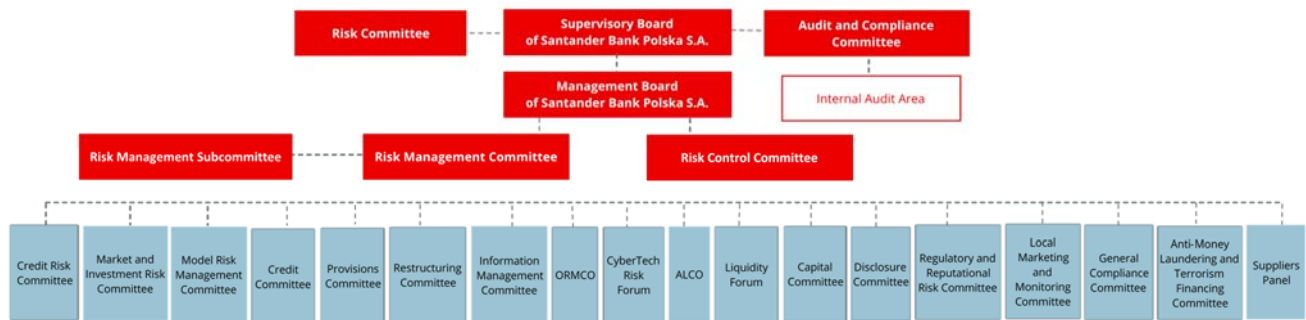 Risk Committee
Supervisory Board
of Santander Bank Polska S.A.
Audit and Compliance
Committee
Management Board
of Santander Bank Polska S.A.
Internal Audit Area
Risk Management Subcommittee
Risk Management Committee
Risk Control Committee
Credit Risk
Committee
Market and
Investment Risk
Committee
Model Risk
Management
Committee
Credit
Committee
Provisions
Committee
Restructuring
Committee
Information
Management
Committee
ORMCO
CyberTech
Risk
Forum
ALCO
Liquidity
Forum
Capital
Committee
Disclosure
Committee
Regulatory and
Reputational
Risk Committee
Local
Marketing
and
Monitoring
Committee
General
Compliance
Committee
Anti-Money
Laundering and
Terrorism
Financing
Committee
Suppliers
Panel